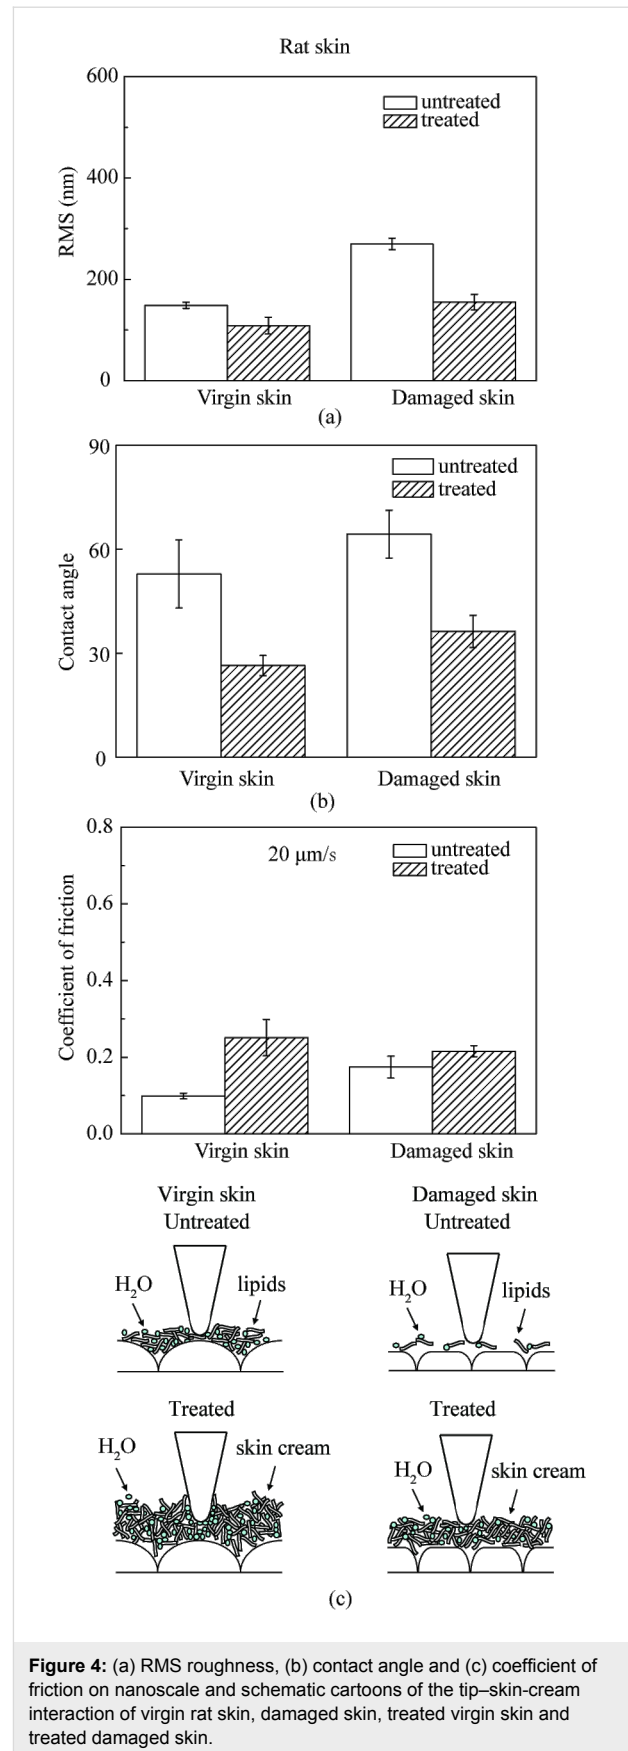 Rat skin
600
untreated
treated
400
RMS (nm)
200
0
Virgin skin
Damaged skin
(a)
90
untreated
treated
60
Contact angle
30
0
Virgin skin
Damaged skin
(b)
0.8
20 μm/s
untreated
treated
0.6
Coefficient of friction
0.4
0.2
0.0
Virgin skin
Damaged skin
Virgin skin
Untreated
Damaged skin
Untreated
H₂O
lipids
H₂O
lipids
Treated
Treated
H₂O
skin cream
H₂O
skin cream
(c)
Figure 4: (a) RMS roughness, (b) contact angle and (c) coefficient of
friction on nanoscale and schematic cartoons of the tip–skin-cream
interaction of virgin rat skin, damaged skin, treated virgin skin and
treated damaged skin.